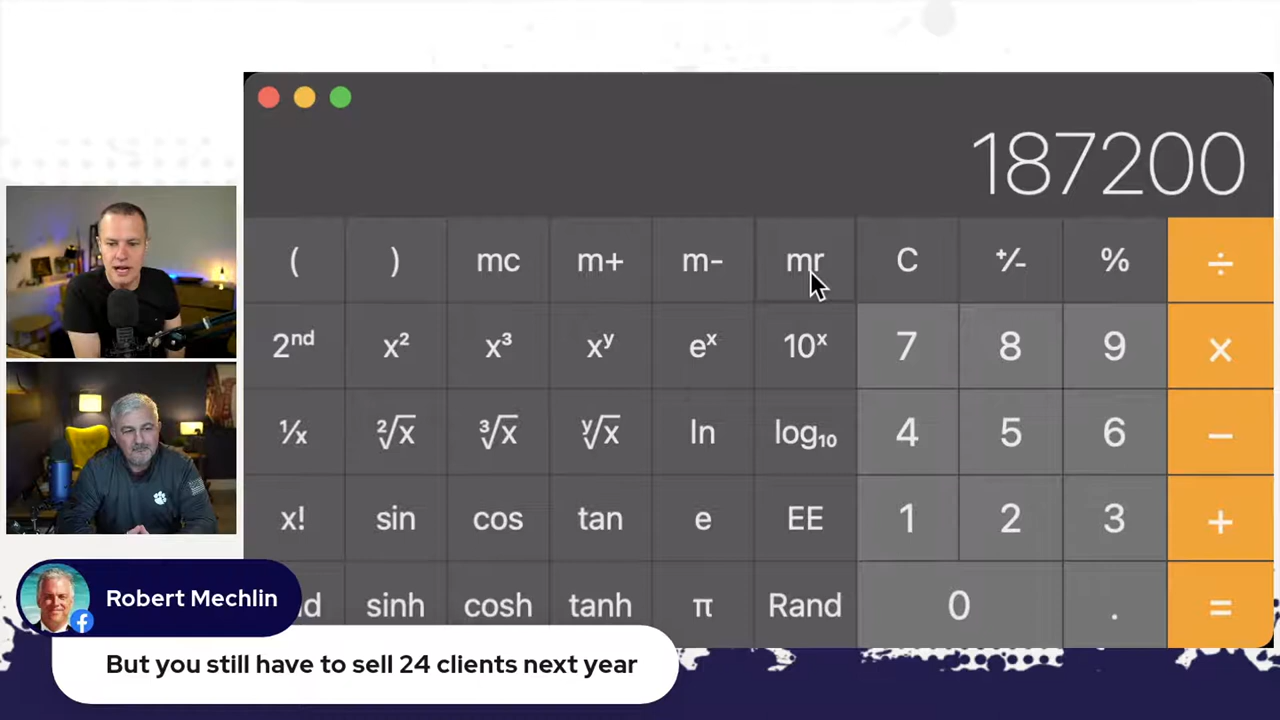 187200
( ) mc m+ m- mr C +/- % ÷
2nd x² x³ xʸ eˣ 10ˣ 7 8 9 ×
¹/x ²√x ³√x ʸ√x ln log₁₀ 4 5 6 −
x! sin cos tan e EE 1 2 3 +
d sinh cosh tanh π Rand 0 . =
Robert Mechlin
But you still have to sell 24 clients next year